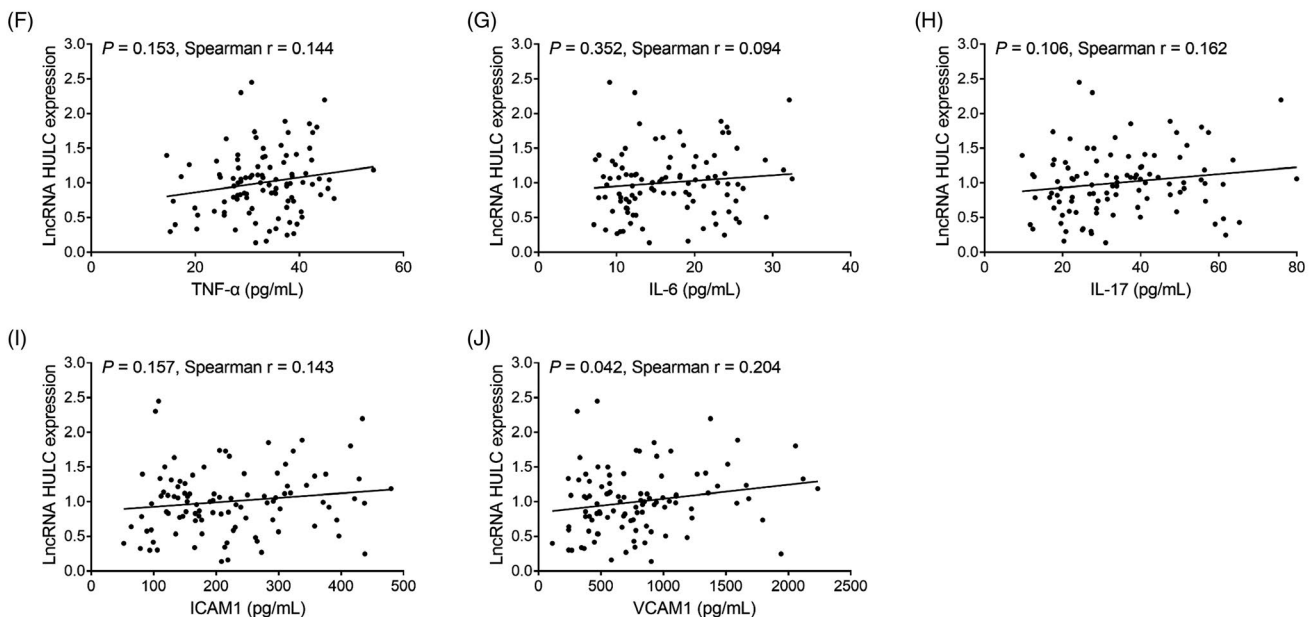 (F)
P = 0.153, Spearman r = 0.144
LncRNA HULC expression
3.0
2.5
2.0
1.5
1.0
0.5
0.0
0 20 40 60
TNF-α (pg/mL)
(G)
P = 0.352, Spearman r = 0.094
LncRNA HULC expression
3.0
2.5
2.0
1.5
1.0
0.5
0.0
0 10 20 30 40
IL-6 (pg/mL)
(H)
P = 0.106, Spearman r = 0.162
LncRNA HULC expression
3.0
2.5
2.0
1.5
1.0
0.5
0.0
0 20 40 60 80
IL-17 (pg/mL)
(I)
P = 0.157, Spearman r = 0.143
LncRNA HULC expression
3.0
2.5
2.0
1.5
1.0
0.5
0.0
0 100 200 300 400 500
ICAM1 (pg/mL)
(J)
P = 0.042, Spearman r = 0.204
LncRNA HULC expression
3.0
2.5
2.0
1.5
1.0
0.5
0.0
0 500 1000 1500 2000 2500
VCAM1 (pg/mL)